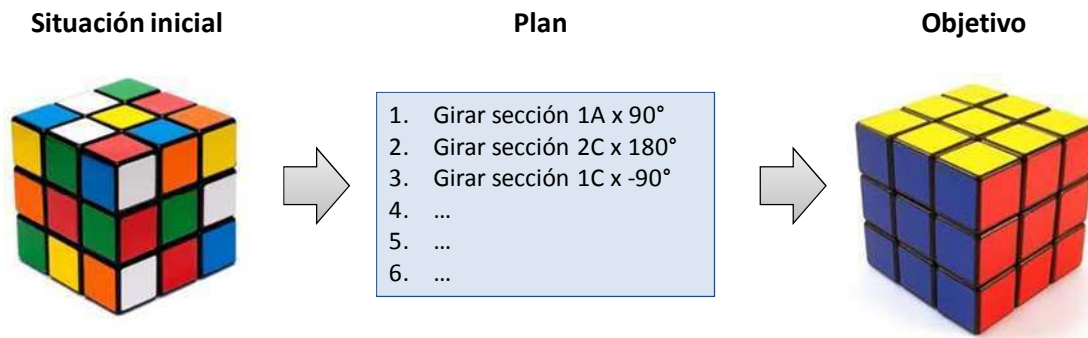 Situación inicial
Plan
Objetivo
1. Girar sección 1A x 90°
2. Girar sección 2C x 180°
3. Girar sección 1C x -90°
4. ...
5. ...
6. ...